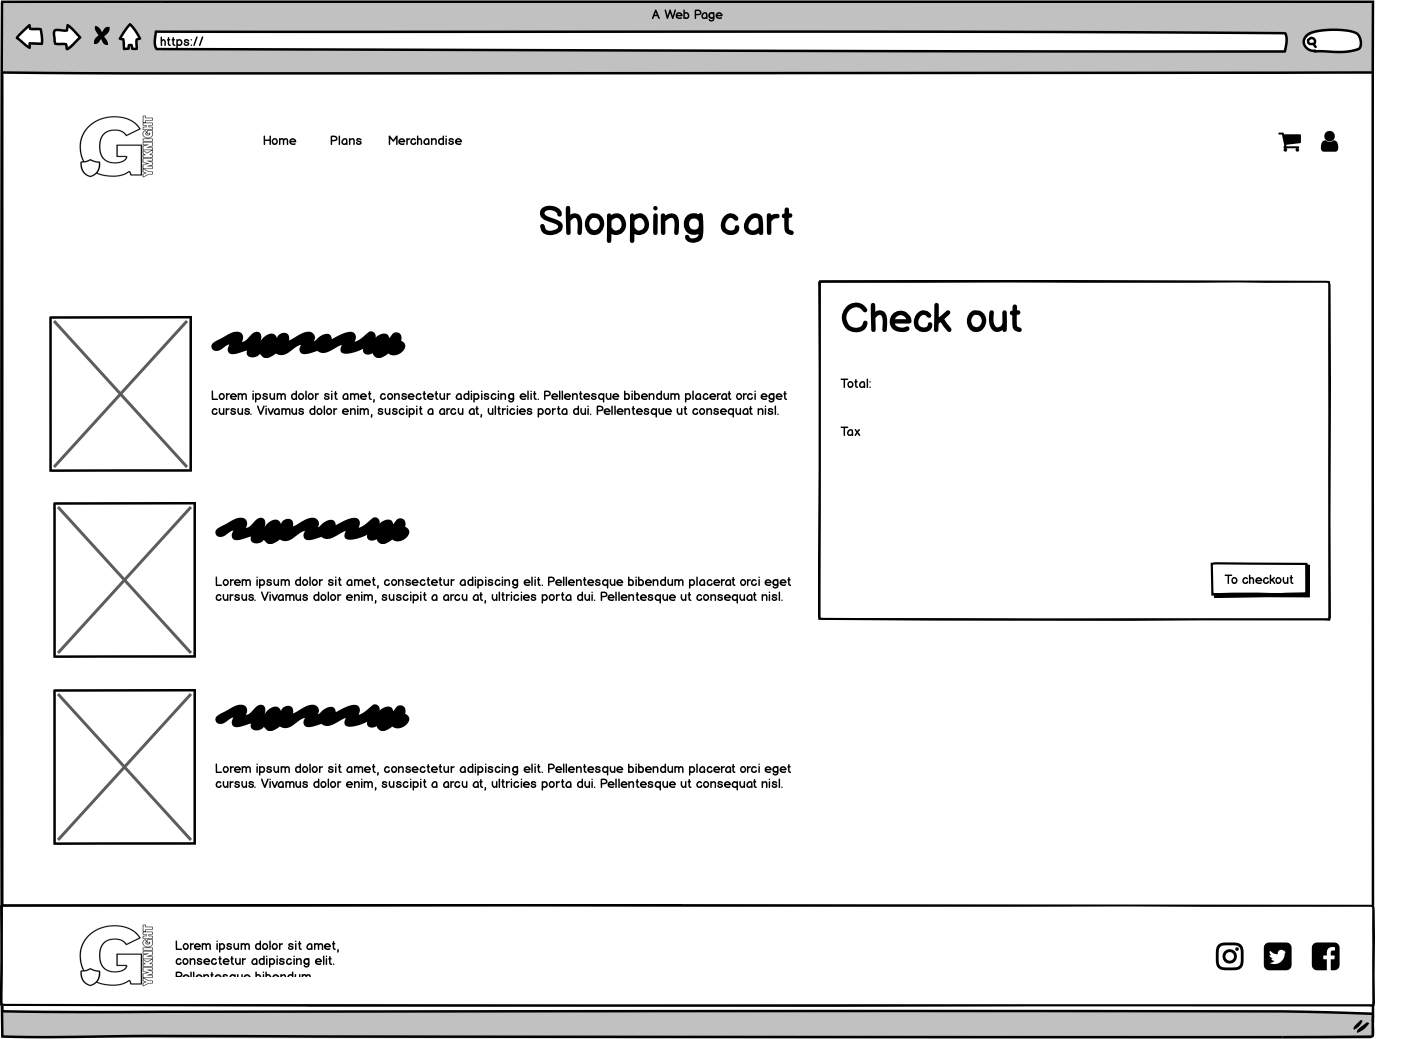 A Web Page
https://
GYMKNIGHT
Home Plans Merchandise
Shopping cart
Check out
Total:
Tax
To checkout
Lorem ipsum dolor sit amet, consectetur adipiscing elit. Pellentesque bibendum placerat orci eget
cursus. Vivamus dolor enim, suscipit a arcu at, ultricies porta dui. Pellentesque ut consequat nisl.
Lorem ipsum dolor sit amet, consectetur adipiscing elit. Pellentesque bibendum placerat orci eget
cursus. Vivamus dolor enim, suscipit a arcu at, ultricies porta dui. Pellentesque ut consequat nisl.
Lorem ipsum dolor sit amet, consectetur adipiscing elit. Pellentesque bibendum placerat orci eget
cursus. Vivamus dolor enim, suscipit a arcu at, ultricies porta dui. Pellentesque ut consequat nisl.
GYMKNIGHT
Lorem ipsum dolor sit amet,
consectetur adipiscing elit.
Pellentesque bibendum